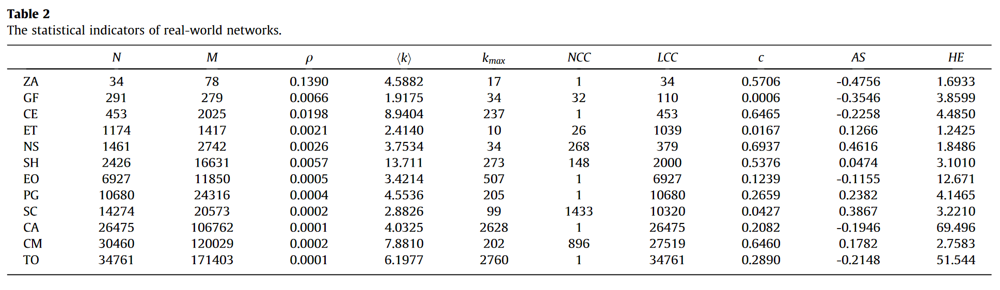 Table 2
The statistical indicators of real-world networks.
N M ρ ⟨k⟩ kmax NCC LCC c AS HE
ZA 34 78 0.1390 4.5882 17 1 34 0.5706 -0.4756 1.6933
GF 291 279 0.0066 1.9175 34 32 110 0.0006 -0.3546 3.8599
CE 453 2025 0.0198 8.9404 237 1 453 0.6465 -0.2258 4.4850
ET 1174 1417 0.0021 2.4140 10 26 1039 0.0167 0.1266 1.2425
NS 1461 2742 0.0026 3.7534 34 268 379 0.6937 0.4616 1.8486
SH 2426 16631 0.0057 13.711 273 148 2000 0.5376 0.0474 3.1010
EO 6927 11850 0.0005 3.4214 507 1 6927 0.1239 -0.1155 12.671
PG 10680 24316 0.0004 4.5536 205 1 10680 0.2659 0.2382 4.1465
SC 14274 20573 0.0002 2.8826 99 1433 10320 0.0427 0.3867 3.2210
CA 26475 106762 0.0001 4.0325 2628 1 26475 0.2082 -0.1946 69.496
CM 30460 120029 0.0002 7.8810 202 896 27519 0.6460 0.1782 2.7583
TO 34761 171403 0.0001 6.1977 2760 1 34761 0.2890 -0.2148 51.544